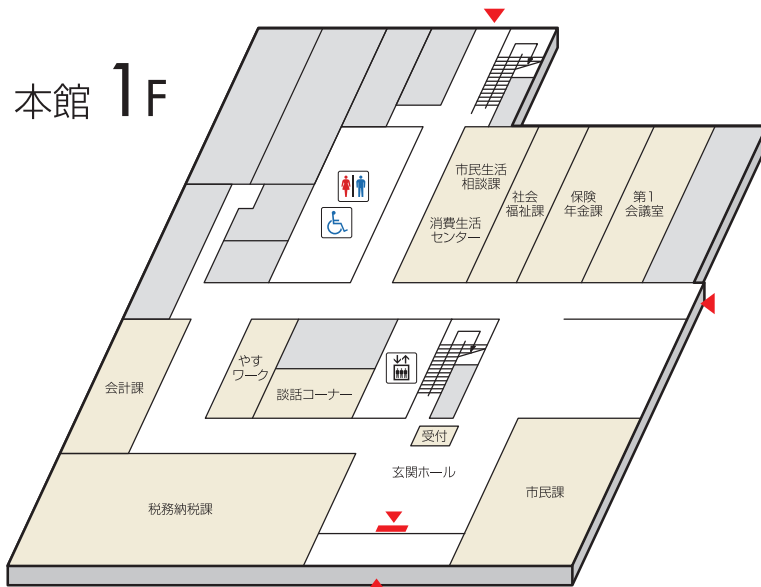 本館 1F
市民生活
相談課
消費生活
センター
社会
福祉課
保険
年金課
第1
会議室
会計課
やす
ワーク
談話コーナー
受付
玄関ホール
税務納税課
市民課